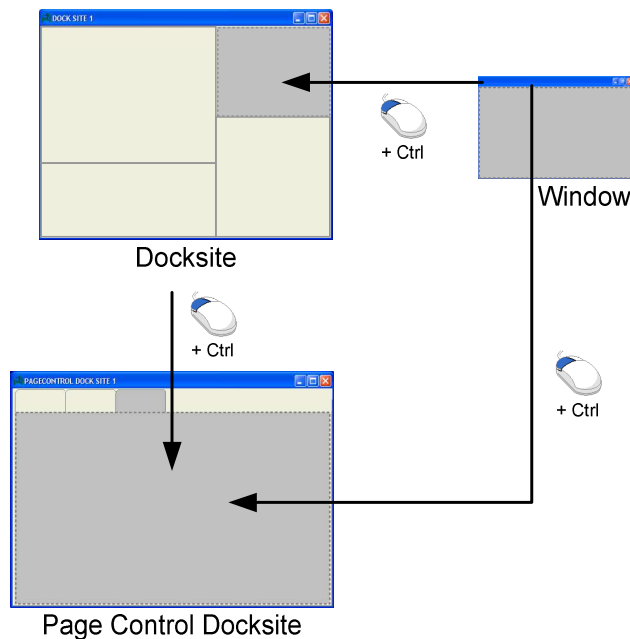 DOCK SITE 1
+ Ctrl
Window
Docksite
+ Ctrl
+ Ctrl
PAGECONTROL DOCK SITE 1
Page Control Docksite